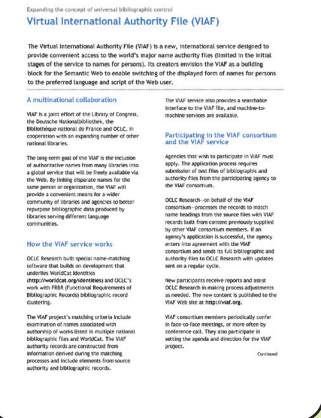 Expanding the concept of universal bibliographic control
Virtual International Authority File (VIAF)
The Virtual International Authority File (VIAF) is a new, international service designed to
provide convenient access to the world's major name authority files (limited in the initial
stages of the service to names for persons). Its creators envision the VIAF as a building
block for the Semantic Web to enable switching of the displayed form of names for persons
to the preferred language and script of the Web user.
A multinational collaboration
VIAF is a joint effort of the Library of Congress,
the Deutsche Nationalbibliothek, the
Bibliothèque nationale de France and OCLC, in
cooperation with an expanding number of other
national libraries.
The long-term goal of the VIAF is the inclusion
of authoritative names from many libraries into
a global service that will be freely available via
the Web. By linking disparate names for the
same person or organization, the VIAF will
provide a convenient means for a wider
community of libraries and agencies to better
repurpose bibliographic data produced by
libraries serving different language
communities.
How the VIAF service works
OCLC Research built special name-matching
software that builds on development that
underlies WorldCat Identities
(http://worldcat.org/identities) and OCLC's
work with FRBR (Functional Requirements of
Bibliographic Records) bibliographic record
clustering.
The VIAF project's matching criteria include
examination of names associated with
authorship of works listed in multiple national
bibliographic files and WorldCat. The VIAF
authority records are constructed from
information derived during the matching
processes and include elements from source
authority and bibliographic records.
The VIAF service also provides a searchable
interface to the VIAF file, and machine-to-
machine services are available.
Participating in the VIAF consortium
and the VIAF service
Agencies that wish to participate in VIAF must
apply. The application process requires
submission of test files of bibliographic and
authority files from the participating agency to
the VIAF consortium.
OCLC Research—on behalf of the VIAF
consortium—processes the records to match
name headings from the source files with VIAF
records built from content previously supplied
by other VIAF consortium members. If an
agency's application is successful, the agency
enters into agreement with the VIAF
consortium and sends its full bibliographic and
authority files to OCLC Research with updates
sent on a regular cycle.
New participants receive reports and assist
OCLC Research in making process adjustments
as needed. The new content is published to the
VIAF Web site at http://viaf.org.
VIAF consortium members periodically confer
in face-to-face meetings, or more often by
conference call. They also participate in
setting the agenda and direction for the VIAF
project.
Continued